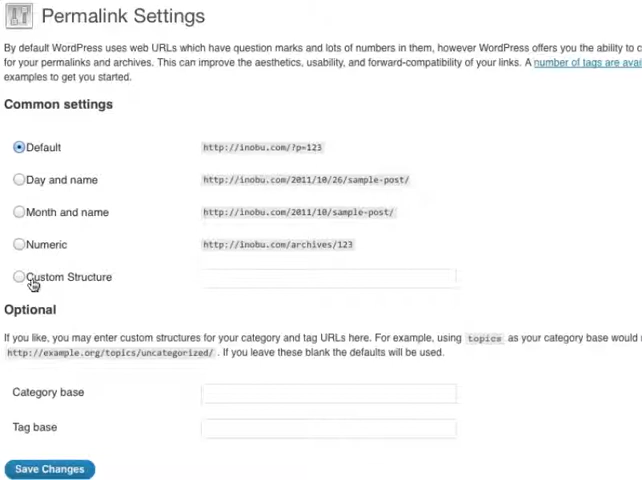 Permalink Settings
By default WordPress uses web URLs which have question marks and lots of numbers in them, however WordPress offers you the ability to
for your permalinks and archives. This can improve the aesthetics, usability, and forward-compatibility of your links. A number of tags are
examples to get you started.
Common settings
Default http://inobu.com/?p=123
Day and name http://inobu.com/2011/10/26/sample-post/
Month and name http://inobu.com/2011/10/sample-post/
Numeric http://inobu.com/archives/123
Custom Structure
Optional
If you like, you may enter custom structures for your category and tag URLs here. For example, using topics as your category base would
http://example.org/topics/uncategorized/ . If you leave these blank the defaults will be used.
Category base
Tag base
Save Changes